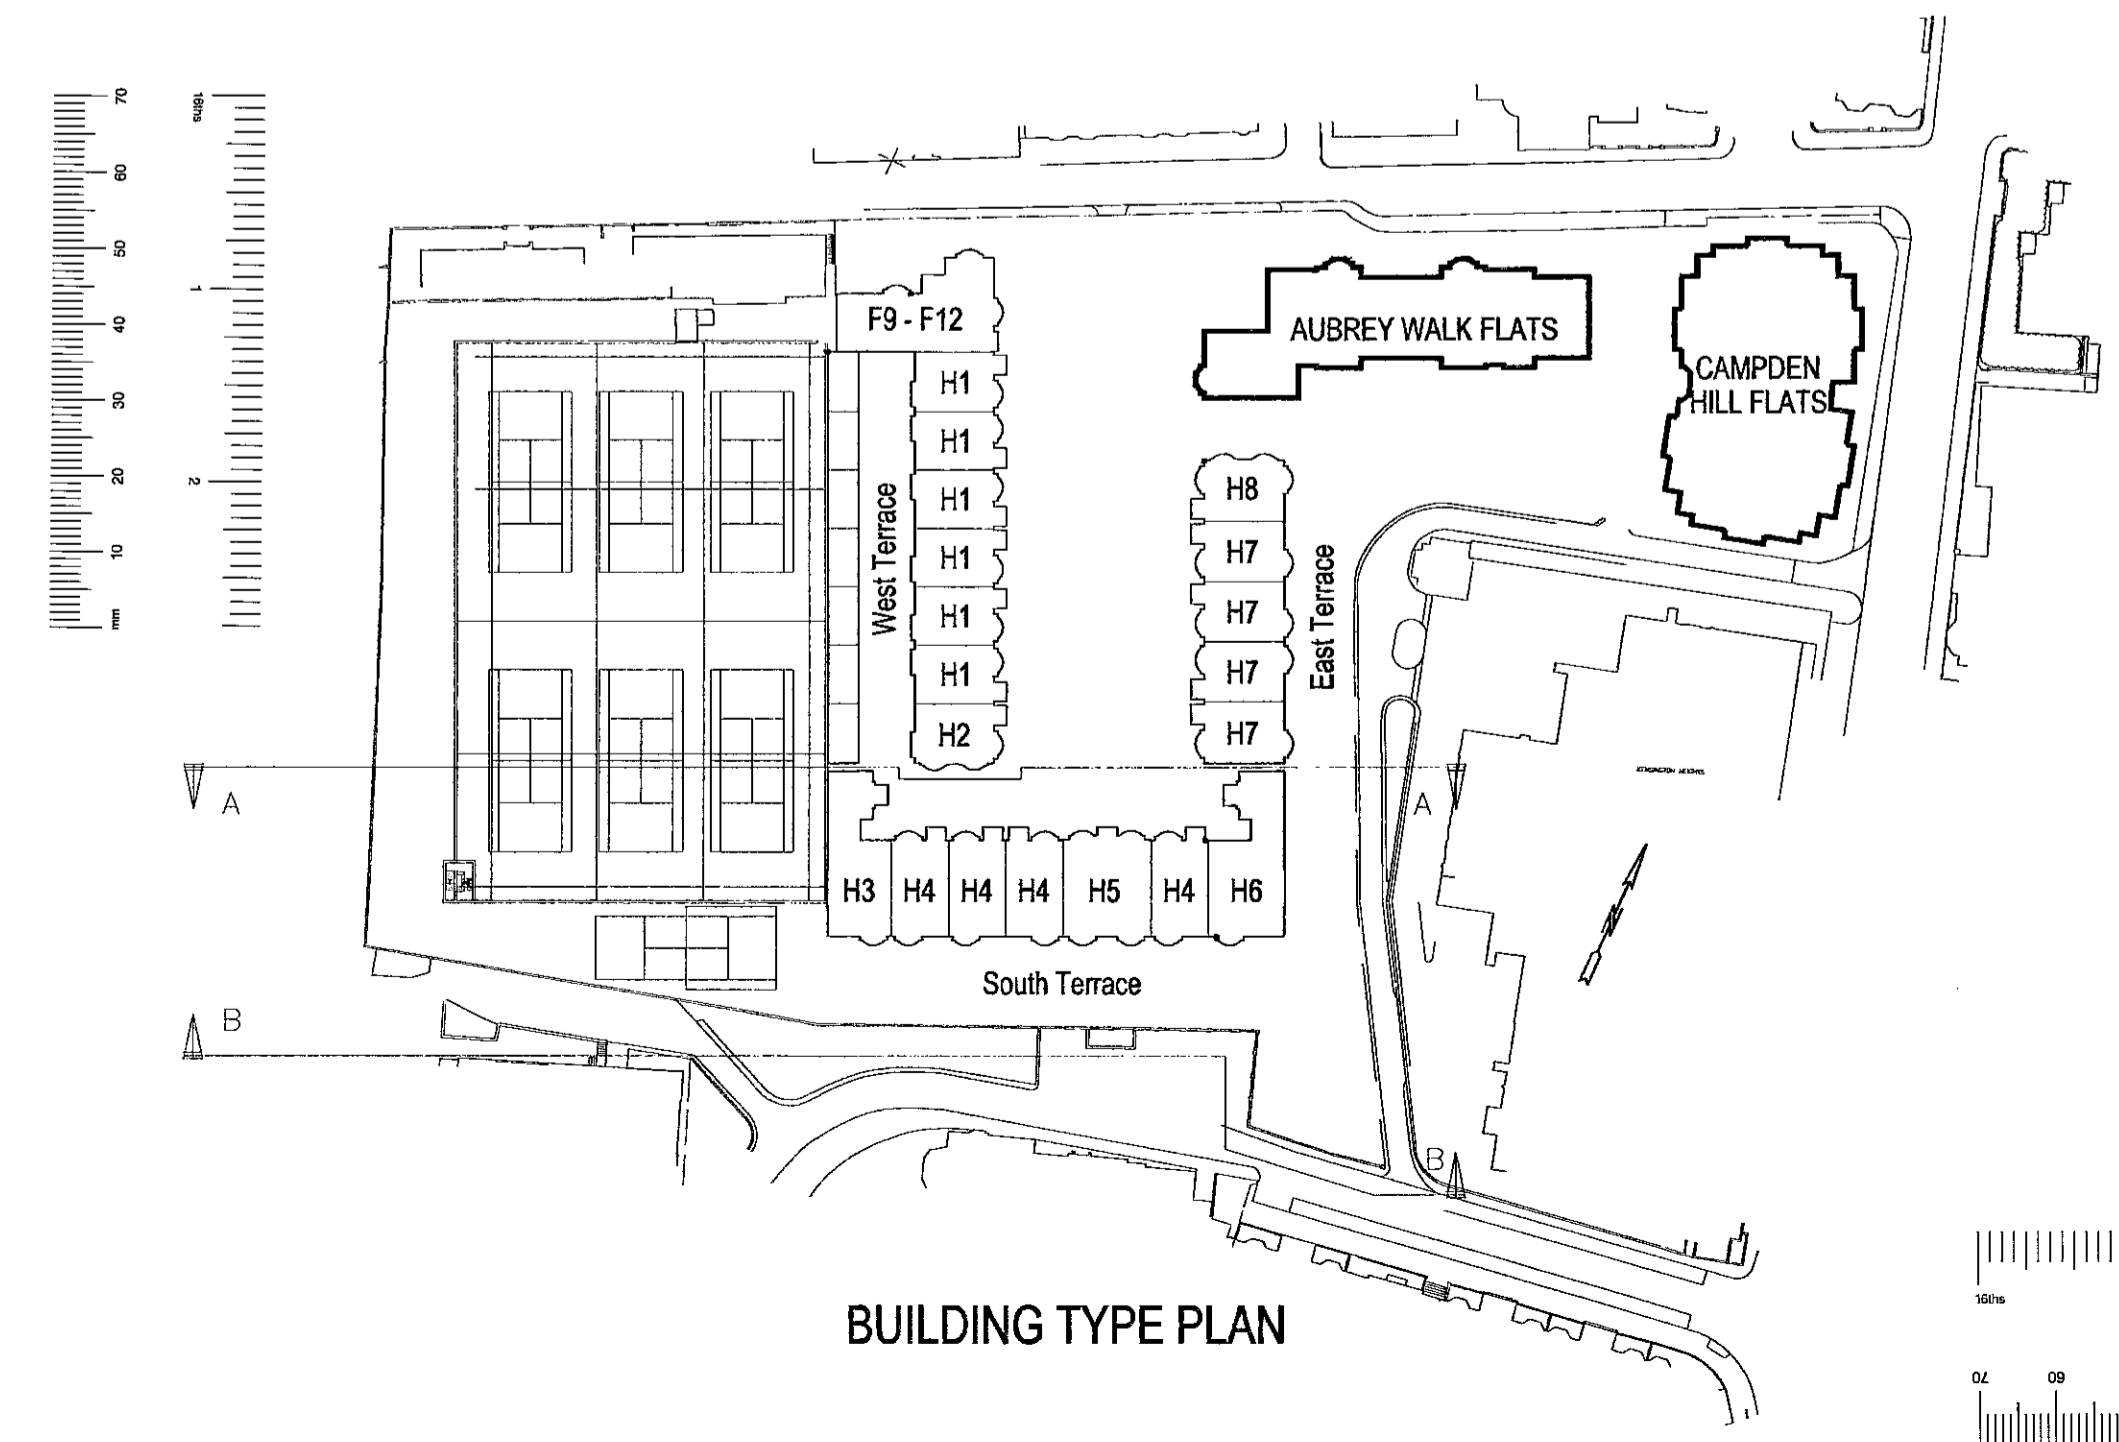 70
60
50
40
30
20
10
mm
16ths
1
2
F9 - F12
AUBREY WALK FLATS
CAMPDEN
HILL FLATS
H1
H1
H1
H1
H1
H1
H2
West Terrace
H8
H7
H7
H7
H7
East Terrace
A
A
KENSINGTON HEIGHTS
H3
H4
H4
H4
H5
H4
H6
N
South Terrace
B
B
BUILDING TYPE PLAN
16ths
70
60